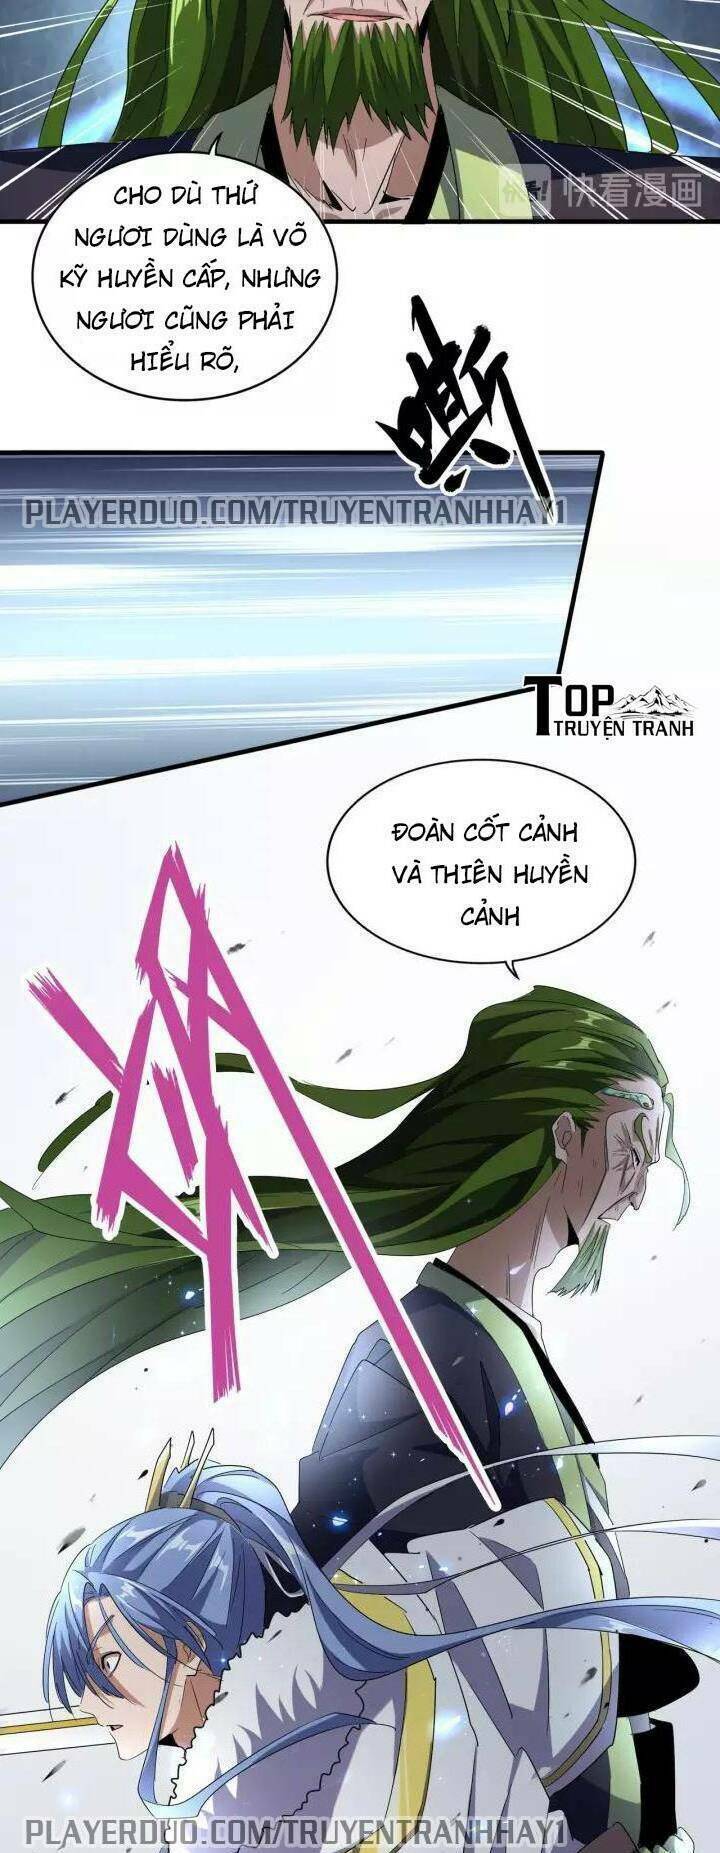 快看漫画
CHO DÙ THỨ
NGƯƠI DÙNG LÀ VÕ
KỸ HUYỀN CẤP, NHƯNG
NGƯƠI CŨNG PHẢI
HIỂU RÕ,
嘶
PLAYERDUO.COM/TRUYENTRANHHAY1
TOP
TRUYỆN TRANH
ĐOÀN CỐT CẢNH
VÀ THIÊN HUYỀN
CẢNH
PLAYERDUO.COM/TRUYENTRANHHAY1